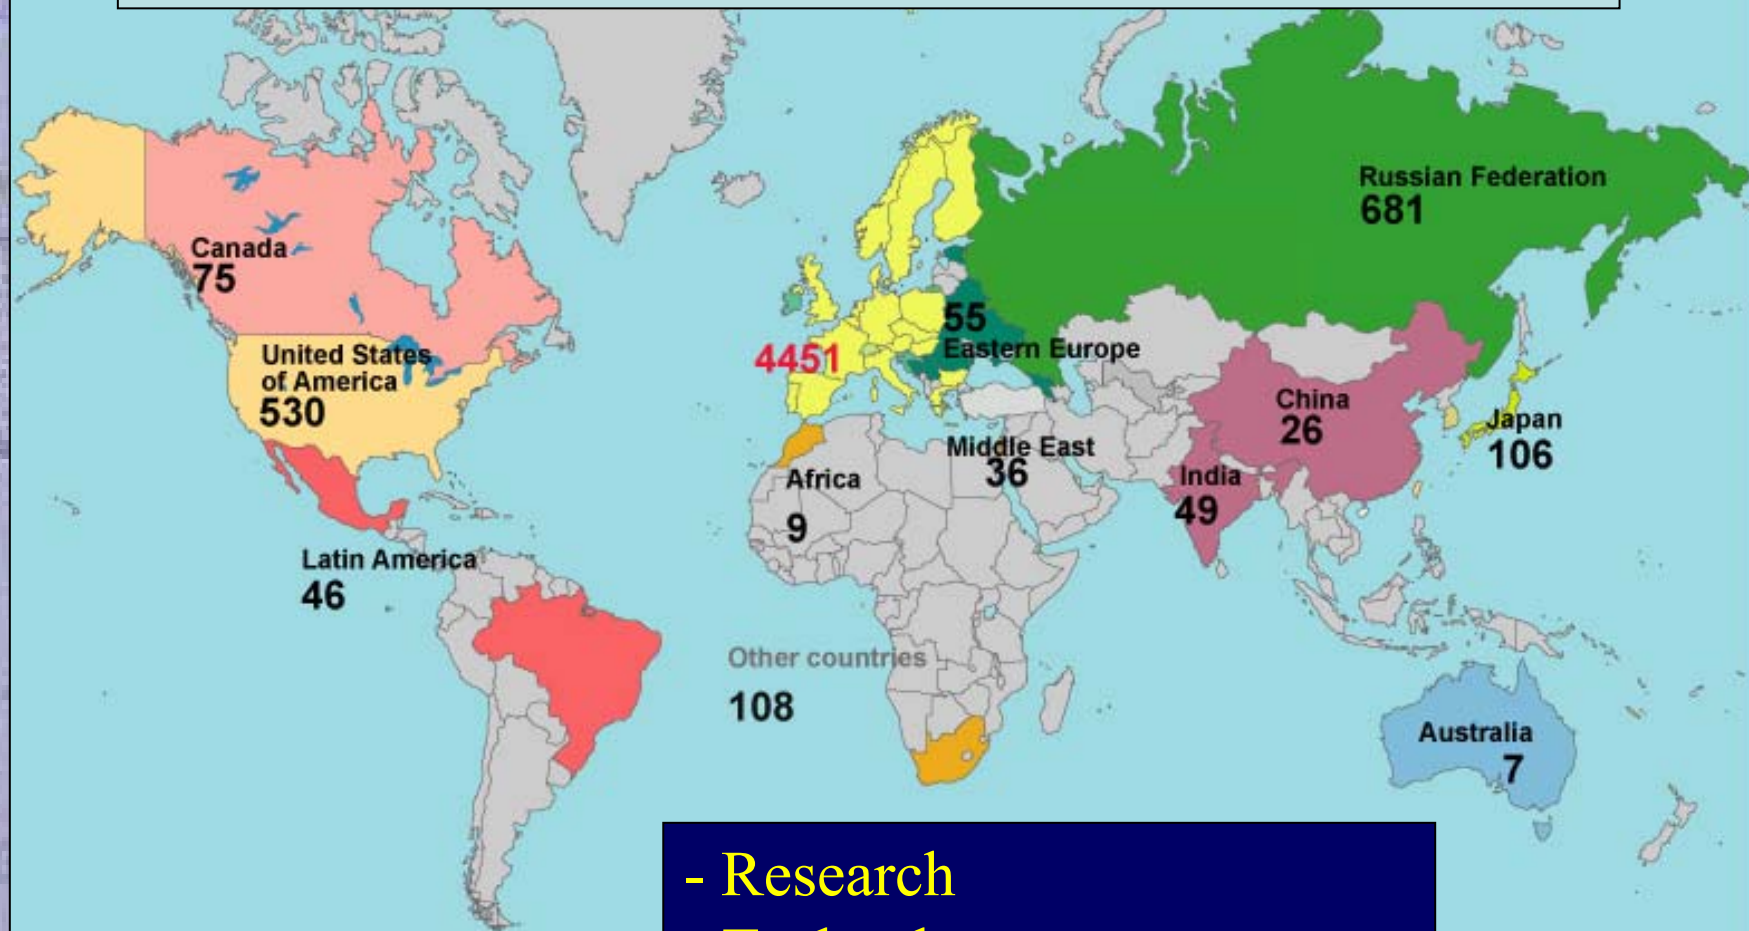 Russian Federation
681
Canada
75
55
Eastern Europe
4451
United States
of America
530
China
26
Japan
106
Middle East
36
India
49
Africa
9
Latin America
46
Other countries
108
Australia
7
- Research